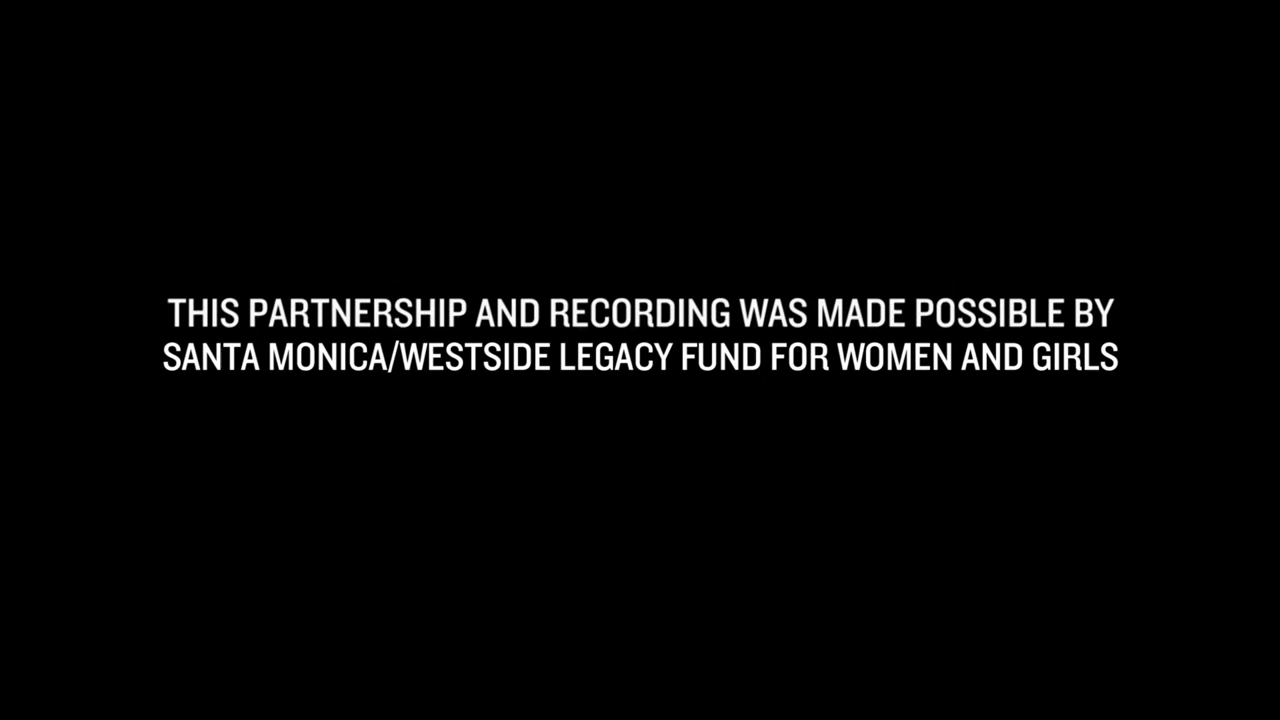 THIS PARTNERSHIP AND RECORDING WAS MADE POSSIBLE BY
SANTA MONICA/WESTSIDE LEGACY FUND FOR WOMEN AND GIRLS